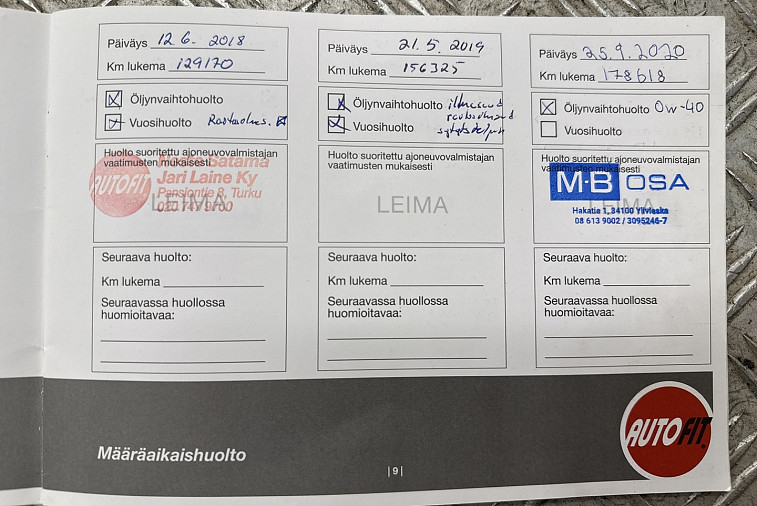 Päiväys 12.6. 2018
Km lukema 129170
Öljynvaihtohuolto
Vuosihuolto
Huolto suoritettu ajoneuvovalmistajan
vaatimusten mukaisesti
AUTOFIT
Satama
Jari Laine Ky
Pansiontie 8, Turku
LEIMA
Seuraava huolto:
Km lukema
Seuraavassa huollossa
huomioitavaa:
Päiväys 21.5. 2019
Km lukema 156325
Öljynvaihtohuolto
Vuosihuolto
Huolto suoritettu ajoneuvovalmistajan
vaatimusten mukaisesti
LEIMA
Seuraava huolto:
Km lukema
Seuraavassa huollossa
huomioitavaa:
Päiväys 25.9.2020
Km lukema 178618
Öljynvaihtohuolto 0w-40
Vuosihuolto
Huolto suoritettu ajoneuvovalmistajan
vaatimusten mukaisesti
M-B OSA
LEIMA
Hakatie 1, 84100 Ylivieska
08 613 9002 / 3095246-7
Seuraava huolto:
Km lukema
Seuraavassa huollossa
huomioitavaa:
Määräaikaishuolto
|9|
AUTOFIT